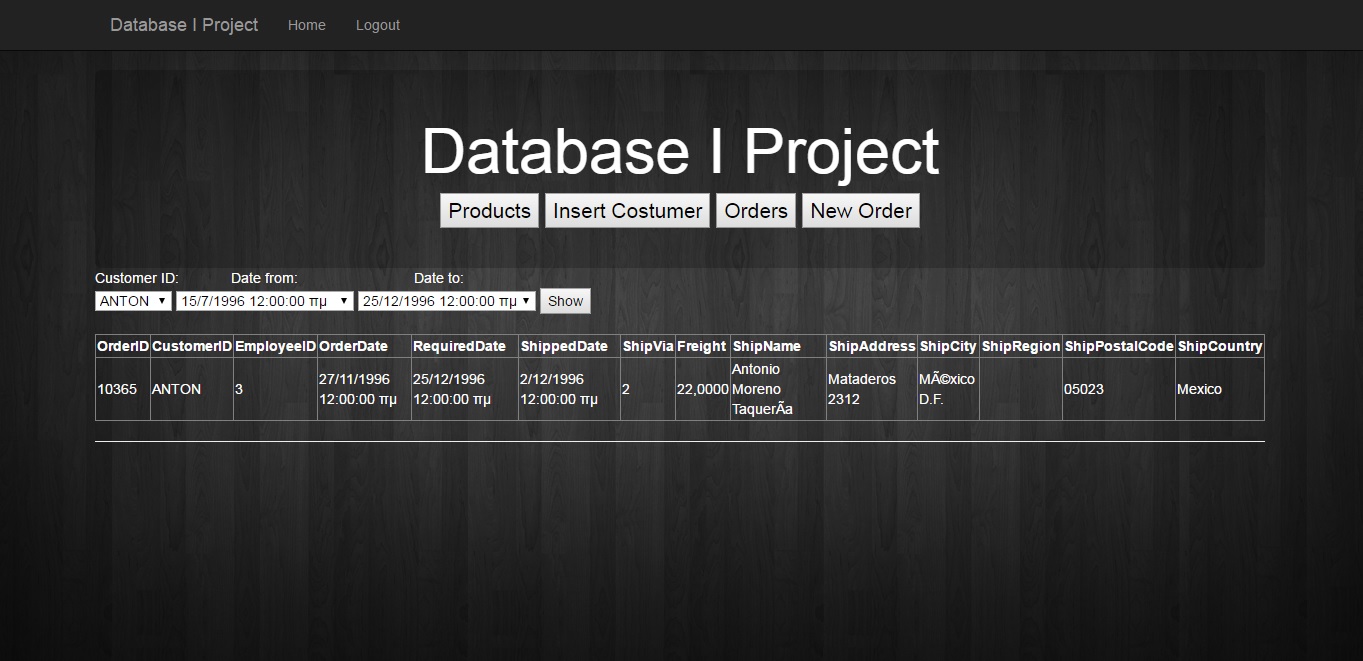 Database I Project Home Logout
Database I Project
Products Insert Costumer Orders New Order
Customer ID: Date from: Date to:
ANTON 15/7/1996 12:00:00 πμ 25/12/1996 12:00:00 πμ Show
OrderID CustomerID EmployeeID OrderDate RequiredDate ShippedDate ShipVia Freight ShipName ShipAddress ShipCity ShipRegion ShipPostalCode ShipCountry
10365 ANTON 3 27/11/1996 12:00:00 πμ 25/12/1996 12:00:00 πμ 2/12/1996 12:00:00 πμ 2 22,0000 Antonio Moreno TaquerÃa Mataderos 2312 MÃ©xico D.F. 05023 Mexico